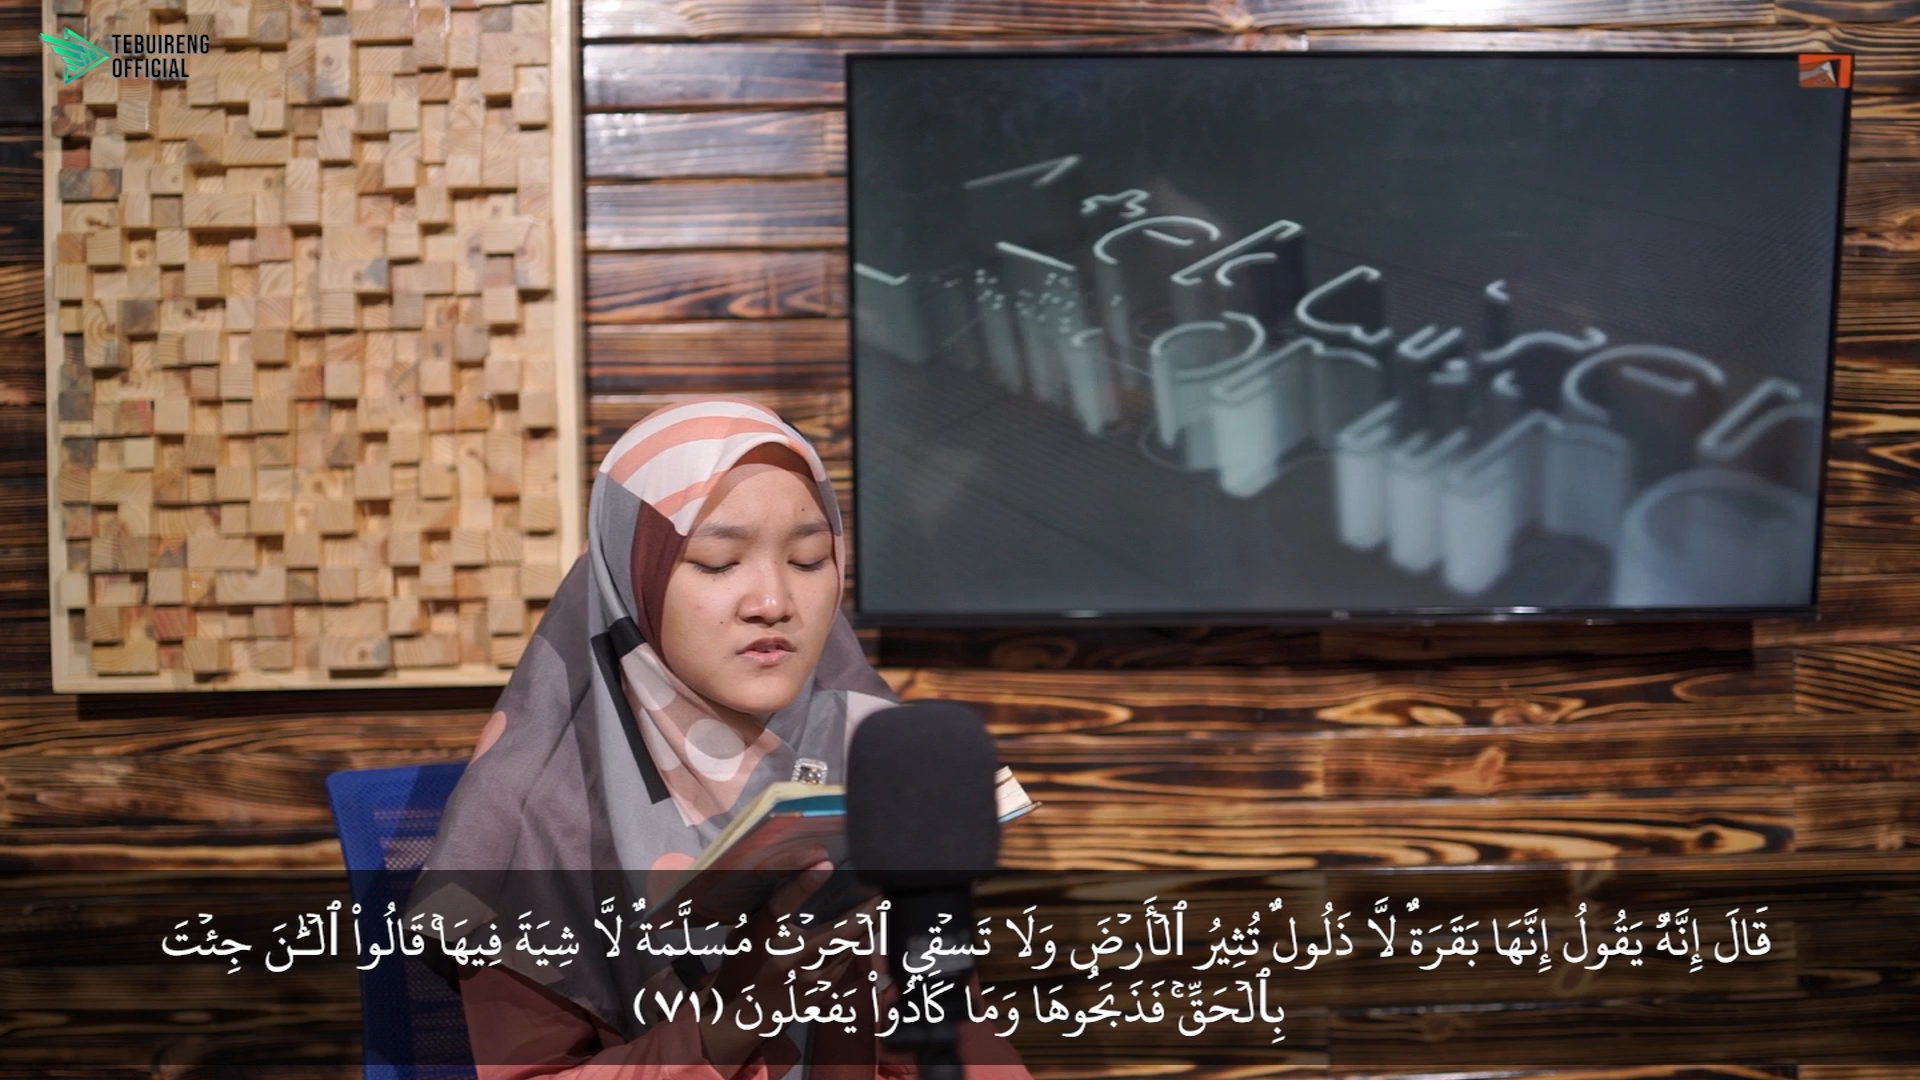 TEBUIRENG
OFFICIAL
قَالَ إِنَّهُۥ يَقُولُ إِنَّهَا بَقَرَةٌ لَّا ذَلُولٌ تُثِيرُ ٱلْأَرْضَ وَلَا تَسْقِي ٱلْحَرْثَ مُسَلَّمَةٌ لَّا شِيَةَ فِيهَاۚ قَالُوا۟ ٱلْـَٰٔنَ جِئْتَ
بِٱلْحَقِّۚ فَذَبَحُوهَا وَمَا كَادُوا۟ يَفْعَلُونَ (٧١)